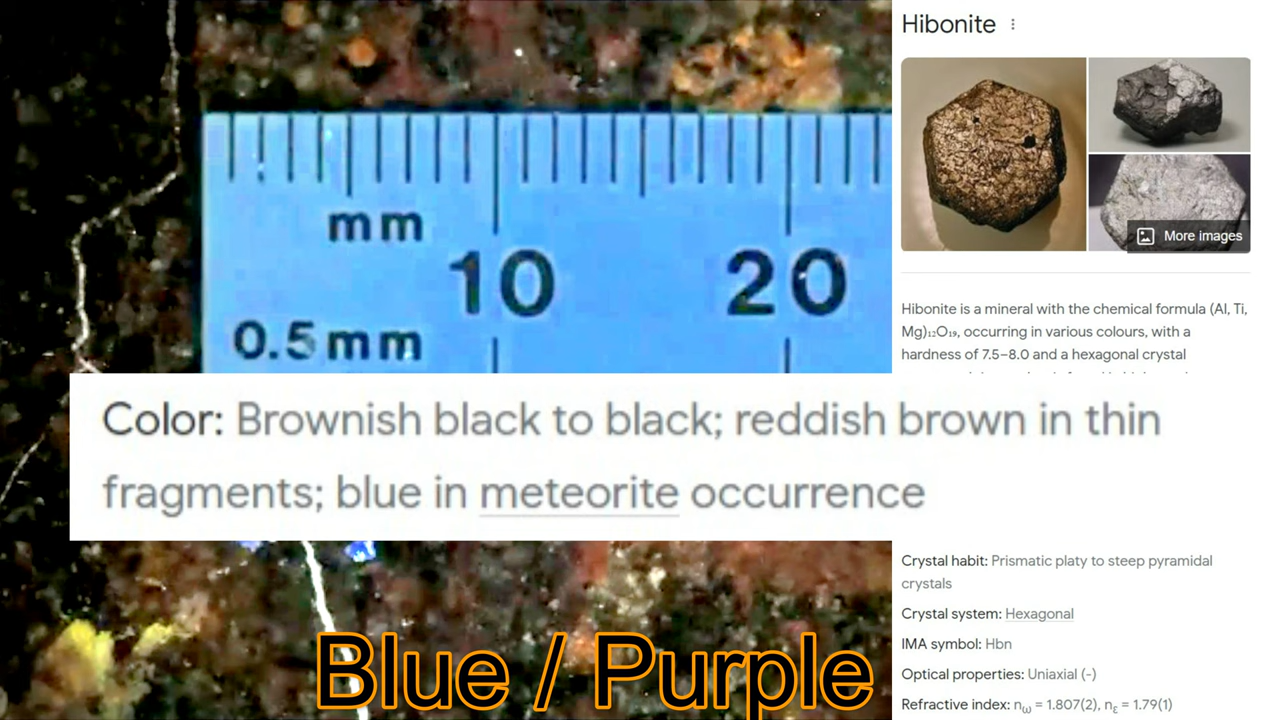 Hibonite
mm
10
20
0.5mm
More images
Hibonite is a mineral with the chemical formula (Al, Ti,
Mg)₁₂O₁₉, occurring in various colours, with a
hardness of 7.5–8.0 and a hexagonal crystal
Color: Brownish black to black; reddish brown in thin
fragments; blue in meteorite occurrence
Crystal habit: Prismatic platy to steep pyramidal
crystals
Crystal system: Hexagonal
IMA symbol: Hbn
Optical properties: Uniaxial (-)
Refractive index: nω = 1.807(2), nε = 1.79(1)
Blue / Purple